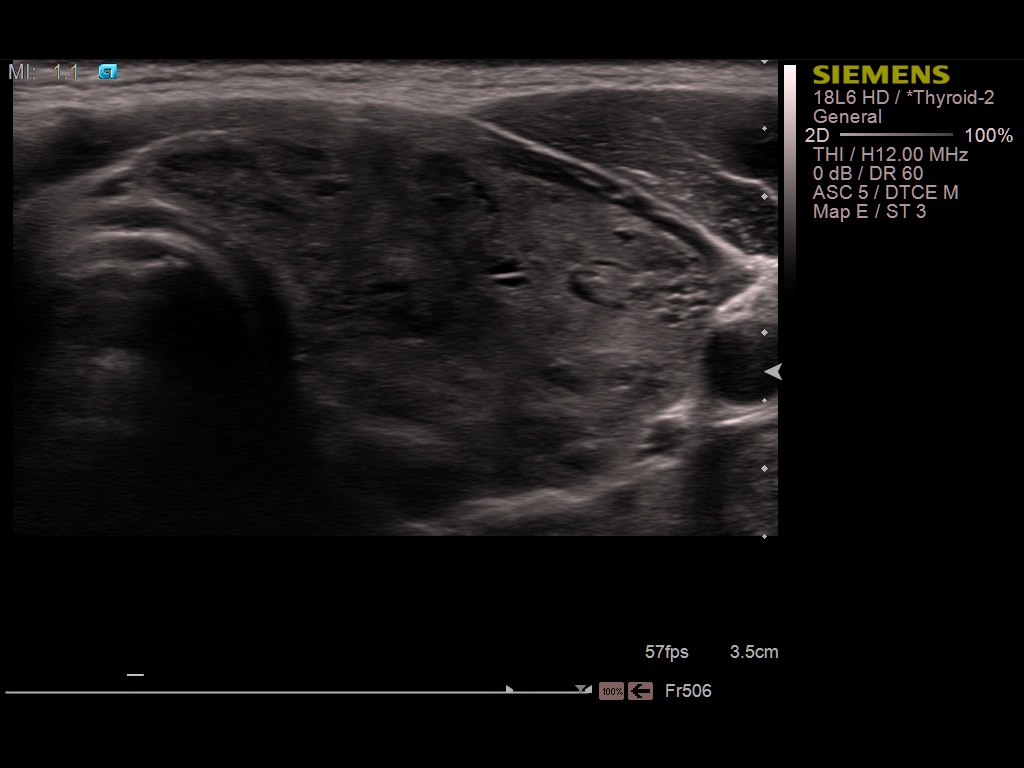 MI: 1.1
SIEMENS
18L6 HD / *Thyroid-2
General
2D 100%
THI / H12.00 MHz
0 dB / DR 60
ASC 5 / DTCE M
Map E / ST 3
57fps 3.5cm
100% Fr506